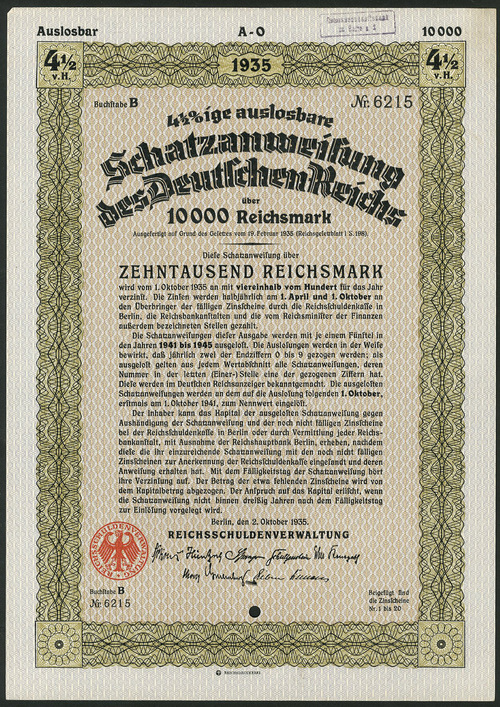 Auslosbar A-O 10000
4½ v.H. 1935 4½ v.H.
Buchstabe B № 6215
4½%ige auslosbare
Schatzanweisung
des Deutschen Reichs
über
10000 Reichsmark
Ausgefertigt auf Grund des Gesetzes vom 19. Februar 1935 (Reichsgesetzblatt I S. 198).
Diese Schatzanweisung über
ZEHNTAUSEND REICHSMARK
wird vom 1. Oktober 1935 an mit viereinhalb vom Hundert für das Jahr
verzinst. Die Zinsen werden halbjährlich am 1. April und 1. Oktober an
den Überbringer der fälligen Zinsscheine durch die Reichsschuldenkasse in
Berlin, die Reichsbankanstalten und die vom Reichsminister der Finanzen
außerdem bezeichneten Stellen gezahlt.
Die Schatzanweisungen dieser Ausgabe werden mit je einem Fünftel in
den Jahren 1941 bis 1945 ausgelost. Die Auslosungen werden in der Weise
bewirkt, daß jährlich zwei der Endziffern 0 bis 9 gezogen werden; als
ausgelost gelten aus jedem Wertabschnitt alle Schatzanweisungen, deren
Nummer in der letzten (Einer-) Stelle eine der gezogenen Ziffern hat.
Diese werden im Deutschen Reichsanzeiger bekanntgemacht. Die ausgelosten
Schatzanweisungen werden an dem auf die Auslosung folgenden 1. Oktober,
erstmals am 1. Oktober 1941, zum Nennwert eingelöst.
Der Inhaber kann das Kapital der ausgelosten Schatzanweisung gegen
Aushändigung der Schatzanweisung und der noch nicht fälligen Zinsscheine
bei der Reichsschuldenkasse in Berlin oder durch Vermittlung jeder Reichs-
bankanstalt, mit Ausnahme der Reichshauptbank Berlin, erheben, nachdem
diese die ihr einzureichende Schatzanweisung mit den noch nicht fälligen
Zinsscheinen zur Anerkennung der Reichsschuldenkasse eingesandt und deren
Anweisung erhalten hat. Mit dem Fälligkeitstag der Schatzanweisung hört
ihre Verzinsung auf. Der Betrag der etwa fehlenden Zinsscheine wird von
dem Kapitalbetrag abgezogen. Der Anspruch auf das Kapital erlischt, wenn
die Schatzanweisung nicht binnen dreißig Jahren nach dem Fälligkeitstag
zur Einlösung vorgelegt wird.
Berlin, den 2. Oktober 1935.
REICHSSCHULDENVERWALTUNG
REICHSSCHULDENVERWALTUNG
Buchstabe B
№ 6215
Beigefügt sind
die Zinsscheine
Nr. 1 bis 20
REICHSDRUCKEREI